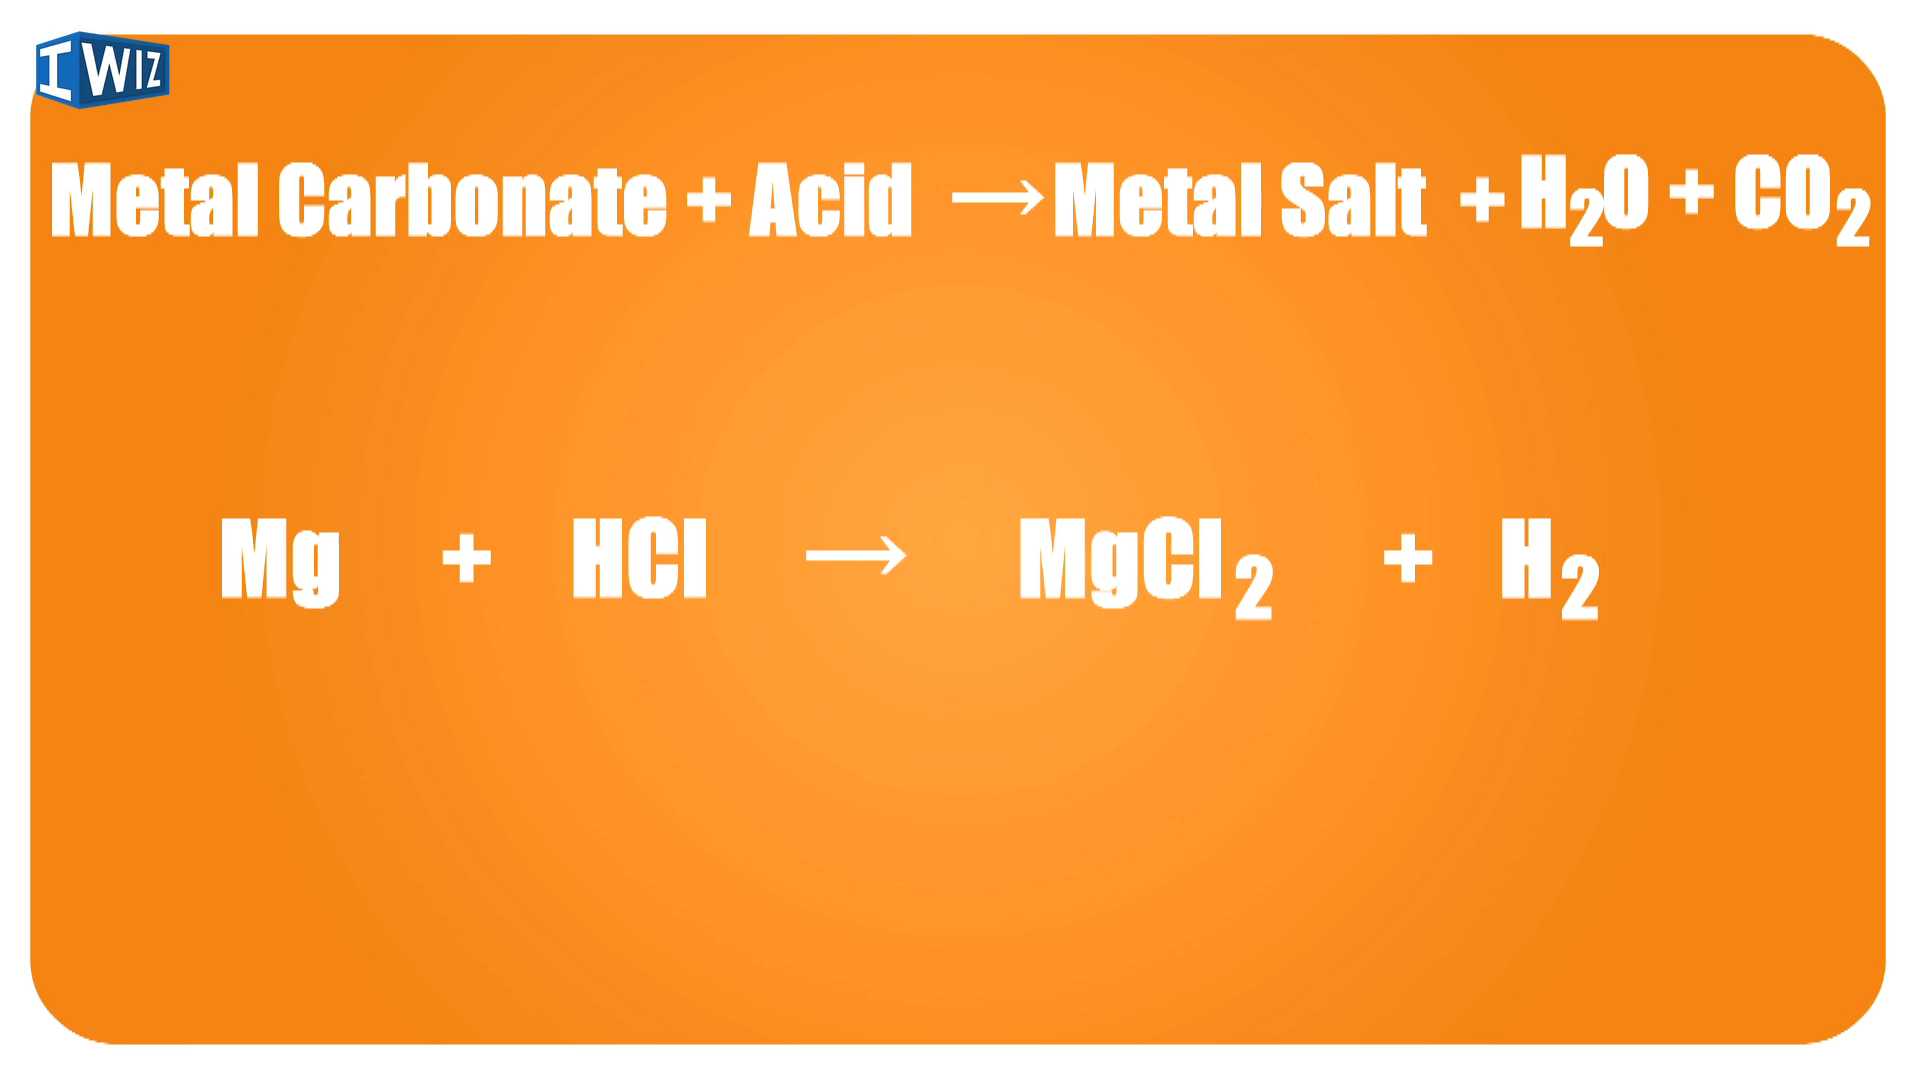 IWIZ
Metal Carbonate + Acid → Metal Salt + H₂O + CO₂
Mg + HCl → MgCl₂ + H₂